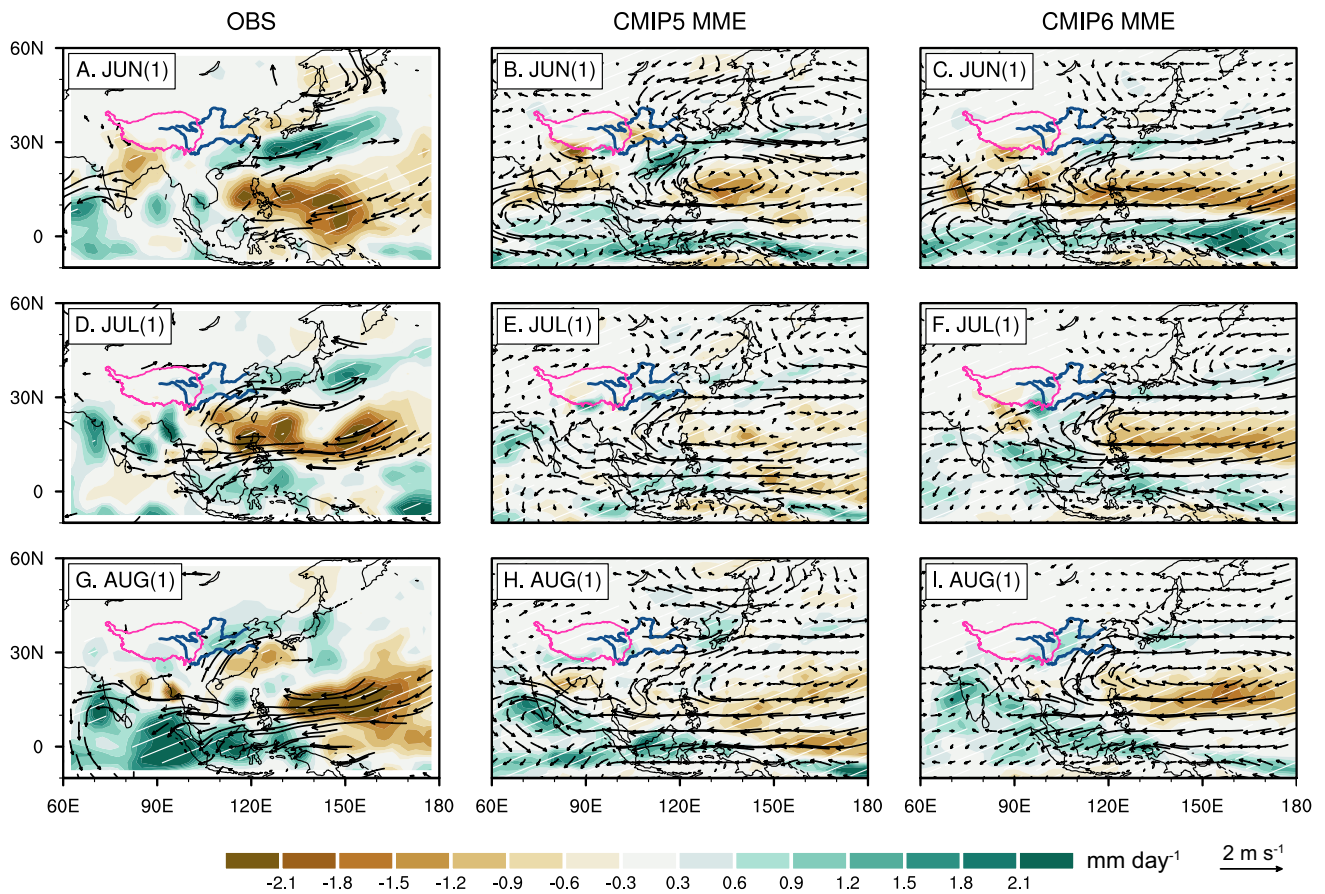 OBS CMIP5 MME CMIP6 MME
60N A. JUN(1) B. JUN(1) C. JUN(1)
30N
0
60N D. JUL(1) E. JUL(1) F. JUL(1)
30N
0
60N G. AUG(1) H. AUG(1) I. AUG(1)
30N
0
60E 90E 120E 150E 180 60E 90E 120E 150E 180 60E 90E 120E 150E 180
mm day⁻¹ 2 m s⁻¹
-2.1 -1.8 -1.5 -1.2 -0.9 -0.6 -0.3 0.3 0.6 0.9 1.2 1.5 1.8 2.1